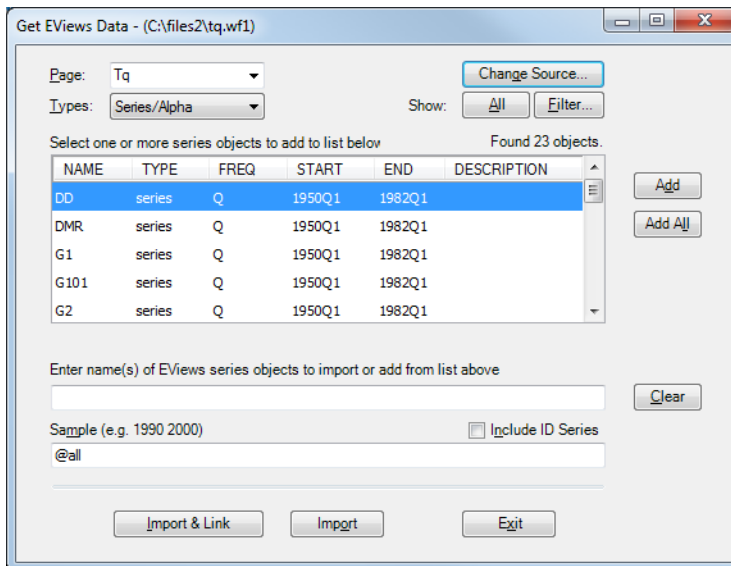 Get EViews Data - (C:\files2\tq.wf1)
Page: Tq Change Source...
Types: Series/Alpha Show: All Filter...
Select one or more series objects to add to list below Found 23 objects.
NAME TYPE FREQ START END DESCRIPTION
DD series Q 1950Q1 1982Q1
DMR series Q 1950Q1 1982Q1
G1 series Q 1950Q1 1982Q1
G101 series Q 1950Q1 1982Q1
G2 series Q 1950Q1 1982Q1
Add
Add All
Enter name(s) of EViews series objects to import or add from list above
Clear
Sample (e.g. 1990 2000) Include ID Series
@all
Import & Link Import Exit